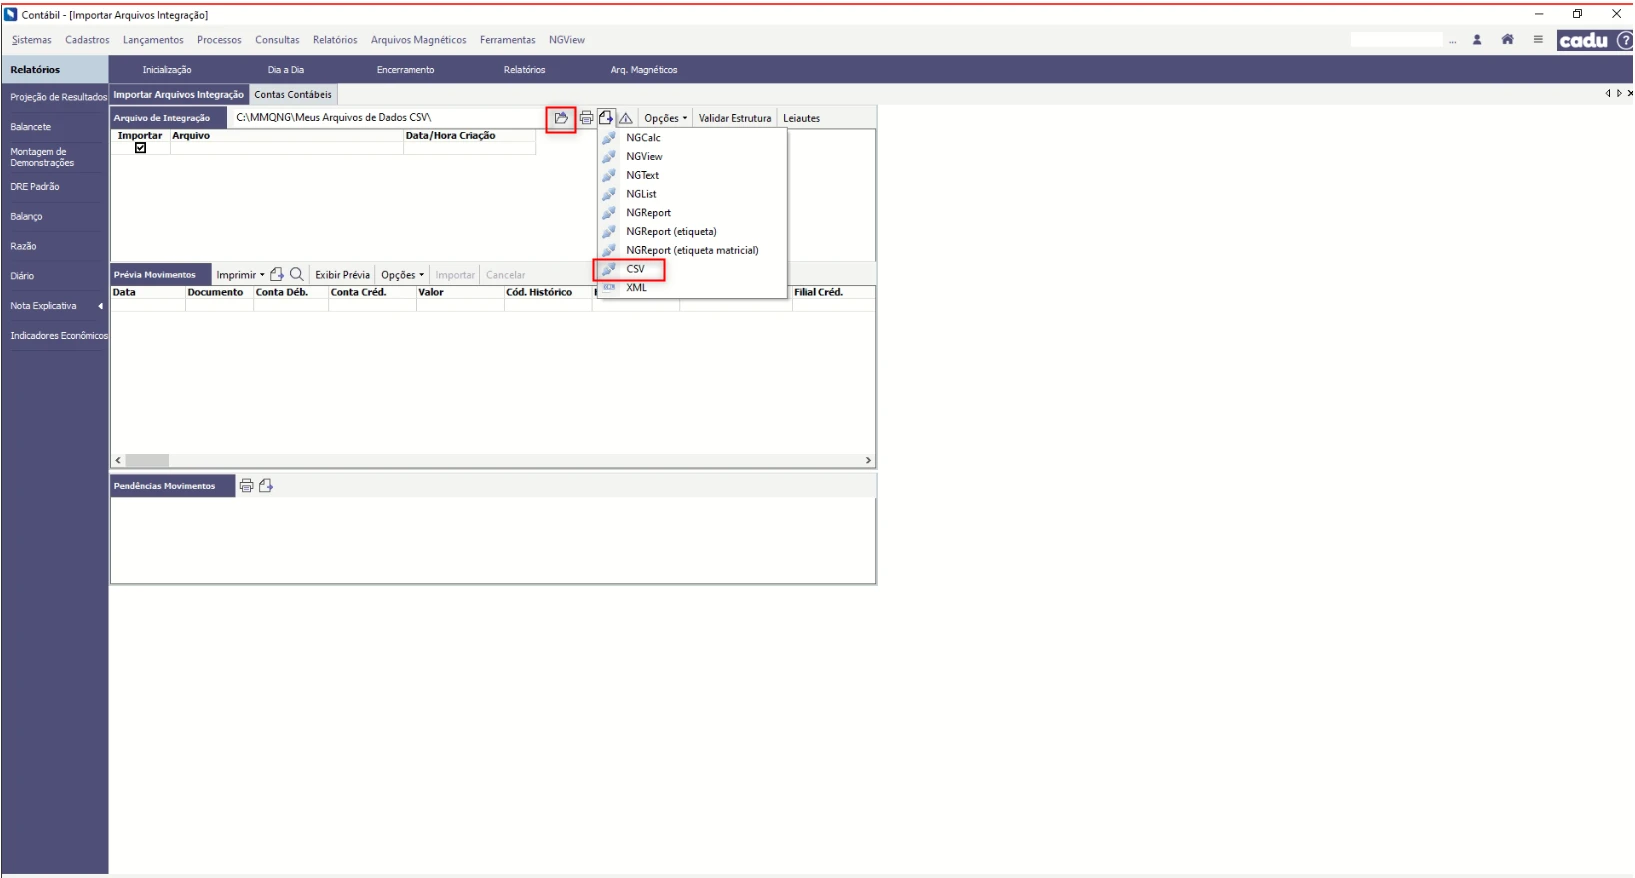 Contábil - [Importar Arquivos Integração]
Sistemas Cadastros Lançamentos Processos Consultas Relatórios Arquivos Magnéticos Ferramentas NGView ... cadu ?
Relatórios Inicialização Dia a Dia Encerramento Relatórios Arq. Magnéticos
Projeção de Resultados
Balancete
Montagem de
Demonstrações
DRE Padrão
Balanço
Razão
Diário
Nota Explicativa
Indicadores Econômicos
Importar Arquivos Integração Contas Contábeis
Arquivo de Integração C:\MMQNG\Meus Arquivos de Dados CSV\ Opções Validar Estrutura Leiautes
Importar Arquivo Data/Hora Criação
NGCalc
NGView
NGText
NGList
NGReport
NGReport (etiqueta)
NGReport (etiqueta matricial)
CSV
XML
Prévia Movimentos Imprimir Exibir Prévia Opções Importar Cancelar
Data Documento Conta Déb. Conta Créd. Valor Cód. Histórico Filial Créd.
Pendências Movimentos